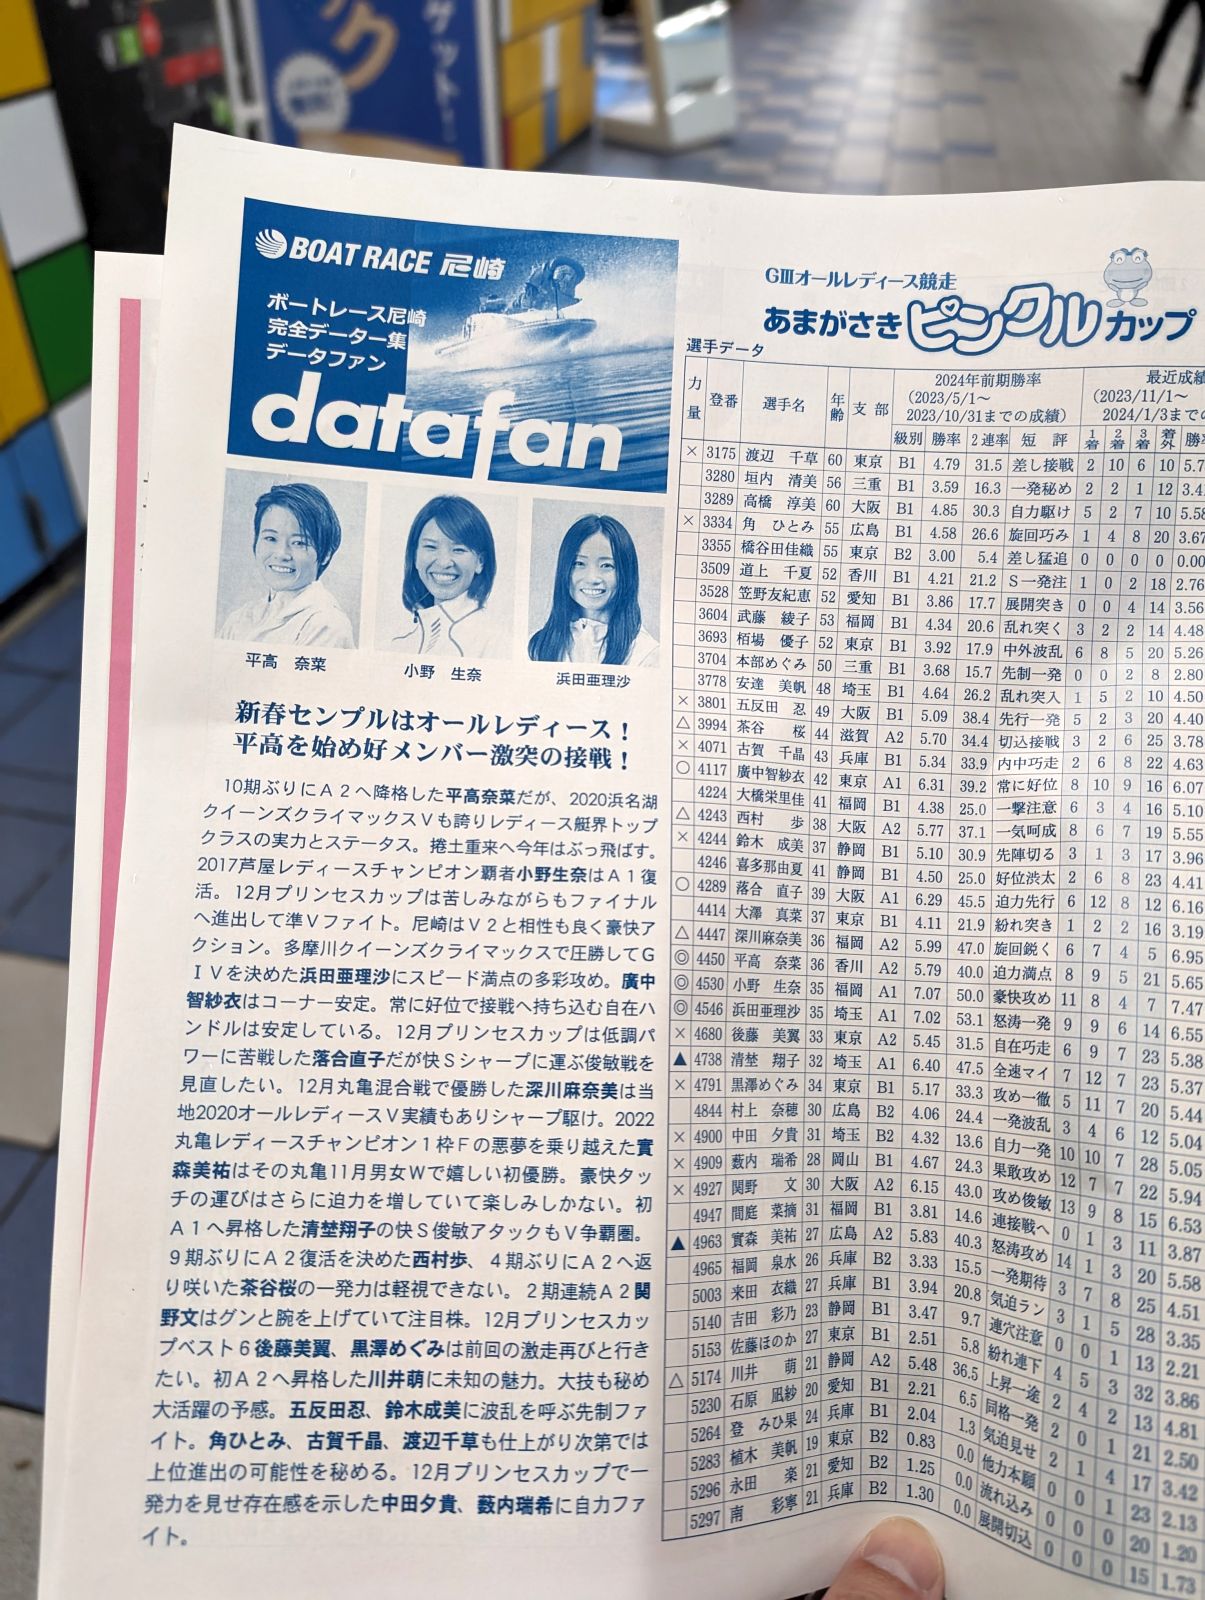 BOAT RACE 尼崎
ボートレース尼崎
完全データー集
データファン
datafan
平高 奈菜
小野 生奈
浜田亜理沙
新春センプルはオールレディース！
平高を始め好メンバー激突の接戦！
10期ぶりにA2へ降格した平高奈菜だが、2020浜名湖
クイーンズクライマックスVも誇りレディース艇界トップ
クラスの実力とステータス。捲土重来へ今年はぶっ飛ばす。
2017芦屋レディースチャンピオン覇者小野生奈はA1復
活。12月プリンセスカップは苦しみながらもファイナル
へ進出して準Vファイト。尼崎はV2と相性も良く豪快ア
クション。多摩川クイーンズクライマックスで圧勝してG
IVを決めた浜田亜理沙にスピード満点の多彩攻め。廣中
智紗衣はコーナー安定。常に好位で接戦へ持ち込む自在ハ
ンドルは安定している。12月プリンセスカップは低調パ
ワーに苦戦した落合直子だが快Sシャープに運ぶ俊敏戦を
見直したい。12月丸亀混合戦で優勝した深川麻奈美は当
地2020オールレディースV実績もありシャープ駆け。2022
丸亀レディースチャンピオン1枠Fの悪夢を乗り越えた實
森美祐はその丸亀11月男女Wで嬉しい初優勝。豪快タッ
チの運びはさらに迫力を増していて楽しみしかない。初
A1へ昇格した清埜翔子の快S俊敏アタックもV争覇圏。
9期ぶりにA2復活を決めた西村歩、4期ぶりにA2へ返
り咲いた茶谷桜の一発力は軽視できない。2期連続A2関
野文はグンと腕を上げていて注目株。12月プリンセスカッ
プベスト6後藤美翼、黒澤めぐみは前回の激走再びと行き
たい。初A2へ昇格した川井萌に未知の魅力。大技も秘め
大活躍の予感。五反田忍、鈴木成美に波乱を呼ぶ先制ファ
イト。角ひとみ、古賀千晶、渡辺千草も仕上がり次第では
上位進出の可能性を秘める。12月プリンセスカップで一
発力を見せ存在感を示した中田夕貴、薮内瑞希に自力ファ
イト。
GⅢオールレディース競走
あまがさきピンクルカップ
選手データ
力量 登番 選手名 年齢 支部 2024年前期勝率 (2023/5/1～ 2023/10/31までの成績) 最近成績 (2023/11/1～ 2024/1/3までの
級別 勝率 2連率 短評 1着 2着 3着 着外
× 3175 渡辺 千草 60 東京 B1 4.79 31.5 差し接戦 2 10 6 10
3280 垣内 清美 56 三重 B1 3.59 16.3 一発秘め 2 2 1 12
3289 高橋 淳美 60 大阪 B1 4.85 30.3 自力駆け 5 2 7 10 5.58
× 3334 角 ひとみ 55 広島 B1 4.58 26.6 旋回巧み 1 4 8 20 3.67
3355 橋谷田佳織 55 東京 B2 3.00 5.4 差し猛追 0 0 0 0 0.00
3509 道上 千夏 52 香川 B1 4.21 21.2 S一発注 1 0 2 18 2.76
3528 笠野友紀恵 52 愛知 B1 3.86 17.7 展開突き 0 0 4 14 3.56
3604 武藤 綾子 53 福岡 B1 4.34 20.6 乱れ突く 3 2 2 14 4.48
3693 栢場 優子 52 東京 B1 3.92 17.9 中外波乱 6 8 5 20 5.26
3704 本部めぐみ 50 三重 B1 3.68 15.7 先制一発 0 0 2 8 2.80
3778 安達 美帆 48 埼玉 B1 4.64 26.2 乱れ突入 1 5 2 10 4.50
× 3801 五反田 忍 49 大阪 B1 5.09 38.4 先行一発 5 2 3 20 4.40
△ 3994 茶谷 桜 44 滋賀 A2 5.70 34.4 切込接戦 3 2 6 25 3.78
× 4071 古賀 千晶 43 兵庫 B1 5.34 33.9 内中巧走 2 6 8 22 4.63
○ 4117 廣中智紗衣 42 東京 A1 6.31 39.2 常に好位 8 10 9 16 6.07
4224 大橋栄里佳 41 福岡 B1 4.38 25.0 一撃注意 6 3 4 16 5.10
△ 4243 西村 歩 38 大阪 A2 5.77 37.1 一気呵成 8 6 7 19 5.55
× 4244 鈴木 成美 37 静岡 B1 5.10 30.9 先陣切る 3 1 3 17 3.96
4246 喜多那由夏 41 静岡 B1 4.50 25.0 好位渋太 2 6 8 23 4.41
○ 4289 落合 直子 39 大阪 A1 6.29 45.5 迫力先行 6 12 8 12 6.16
4414 大澤 真菜 37 東京 B1 4.11 21.9 紛れ突き 1 2 2 16 3.19
△ 4447 深川麻奈美 36 福岡 A2 5.99 47.0 旋回鋭く 6 7 4 5 6.95
◎ 4450 平高 奈菜 36 香川 A2 5.79 40.0 迫力満点 8 9 5 21 5.65
◎ 4530 小野 生奈 35 福岡 A1 7.07 50.0 豪快攻め 11 8 4 7 7.47
◎ 4546 浜田亜理沙 35 埼玉 A1 7.02 53.1 怒涛一発 9 9 6 14 6.55
× 4680 後藤 美翼 33 東京 A2 5.45 31.5 自在巧走 6 9 7 23 5.38
▲ 4738 清埜 翔子 32 埼玉 A1 6.40 47.5 全速マイ 7 12 7 23 5.37
× 4791 黒澤めぐみ 34 東京 B1 5.17 33.3 攻め一徹 5 11 7 20 5.44
4844 村上 奈穂 30 広島 B2 4.06 24.4 一発波乱 3 4 6 12 5.04
× 4900 中田 夕貴 31 埼玉 B2 4.32 13.6 自力一発 10 10 7 28 5.05
× 4909 薮内 瑞希 28 岡山 B1 4.67 24.3 果敢攻め 12 7 7 22 5.94
× 4927 関野 文 30 大阪 A2 6.15 43.0 攻め俊敏 13 9 8 15 6.53
4947 間庭 菜摘 31 福岡 B1 3.81 14.6 連接戦へ 0 1 3 11 3.87
▲ 4963 實森 美祐 27 広島 A2 5.83 40.3 怒涛攻め 14 1 3 20 5.58
4965 福岡 泉水 26 兵庫 B2 3.33 15.5 一発期待 3 7 8 25 4.51
5003 来田 衣織 27 兵庫 B1 3.94 20.8 気迫ラン 3 1 5 28 3.35
5140 吉田 彩乃 23 静岡 B1 3.47 9.7 連穴注意 0 0 1 13 2.21
5153 佐藤ほのか 27 東京 B1 2.51 5.8 紛れ連下 4 5 3 32 3.86
△ 5174 川井 萌 21 静岡 A2 5.48 36.5 上昇一途 2 4 2 13 4.81
5230 石原 凪紗 20 愛知 B1 2.21 6.5 同格一発 2 0 1 21 2.50
5264 登 みひ果 24 兵庫 B1 2.04 1.3 気迫見せ 2 1 4 17 3.42
5283 植木 美帆 19 東京 B2 0.83 0.0 他力本願 0 0 1 23 2.13
5296 永田 楽 21 愛知 B2 1.25 0.0 流れ込み 0 0 0 20 1.20
5297 南 彩寧 21 兵庫 B2 1.30 0.0 展開切込 0 0 0 15 1.73